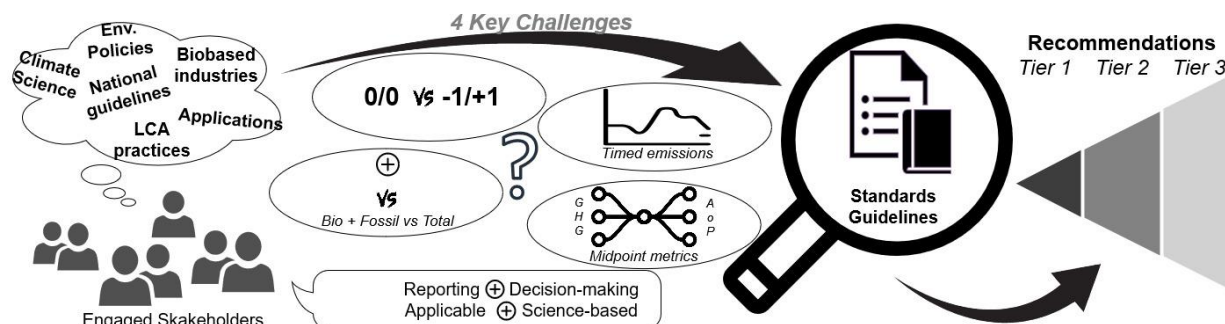 4 Key Challenges
Env.
Policies
Climate
Science
Biobased
industries
National
guidelines
Applications
LCA
practices
Engaged Skakeholders
0/0 vs -1/+1
Timed emissions
vs
Bio + Fossil vs Total
?
G
H
G
A
o
P
Midpoint metrics
Reporting ⊕ Decision-making
Applicable ⊕ Science-based
Standards
Guidelines
Recommendations
Tier 1 Tier 2 Tier 3